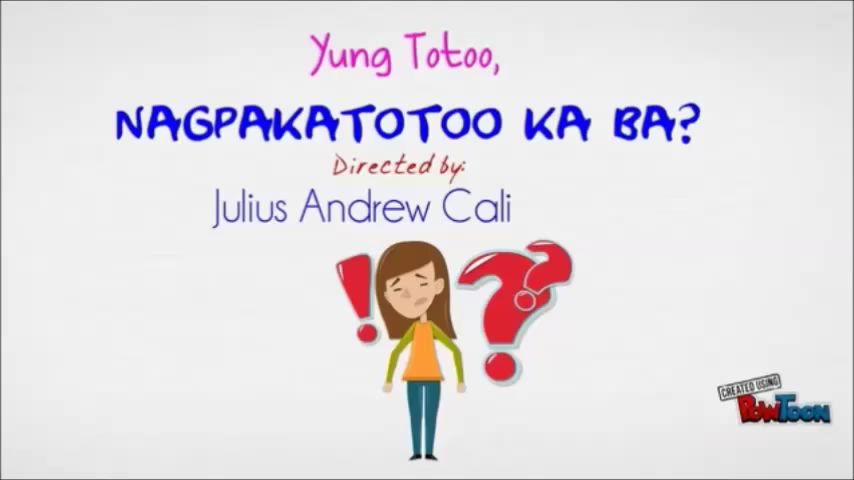 Yung Totoo,
NAGPAKATOTOO KA BA?
Directed by:
Julius Andrew Cali
CREATED USING
POWTOON